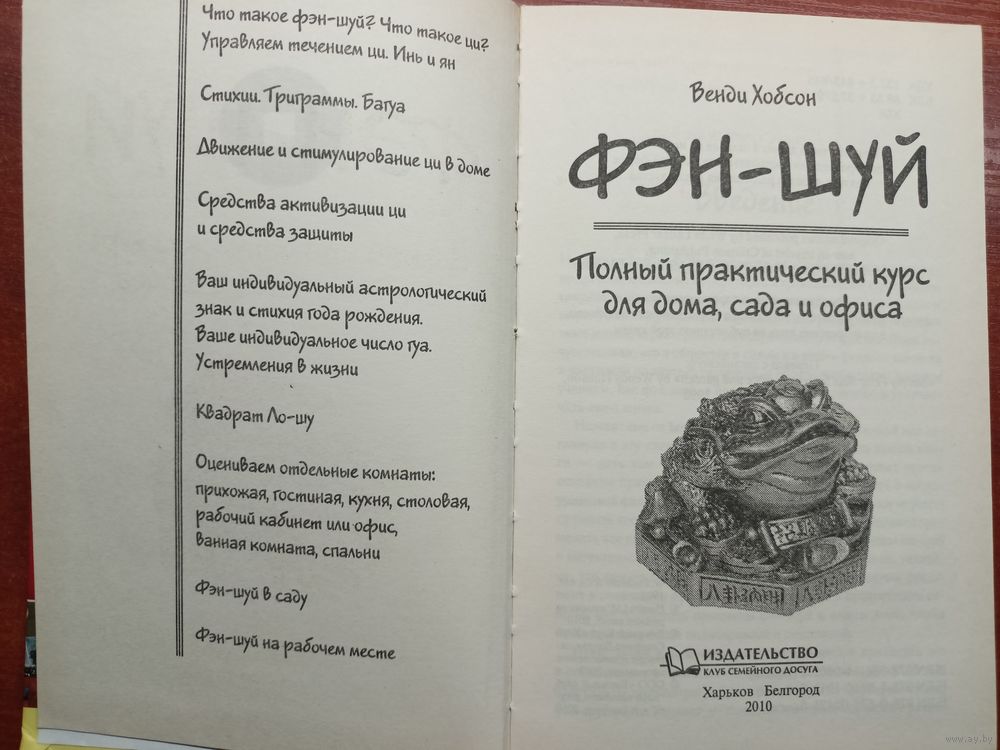 Что такое фэн-шуй? Что такое ци?
Управляем течением ци. Инь и ян
Стихии. Триграммы. Багуа
Движение и стимулирование ци в доме
Средства активизации ци
и средства защиты
Ваш индивидуальный астрологический
знак и стихия года рождения.
Ваше индивидуальное число гуа.
Устремления в жизни
Квадрат Ло-шу
Оцениваем отдельные комнаты:
прихожая, гостиная, кухня, столовая,
рабочий кабинет или офис,
ванная комната, спальни
Фэн-шуй в саду
Фэн-шуй на рабочем месте
Венди Хобсон
ФЭН-ШУЙ
Полный практический курс
для дома, сада и офиса
ИЗДАТЕЛЬСТВО
КЛУБ СЕМЕЙНОГО ДОСУГА
Харьков Белгород
2010
www.ay.by